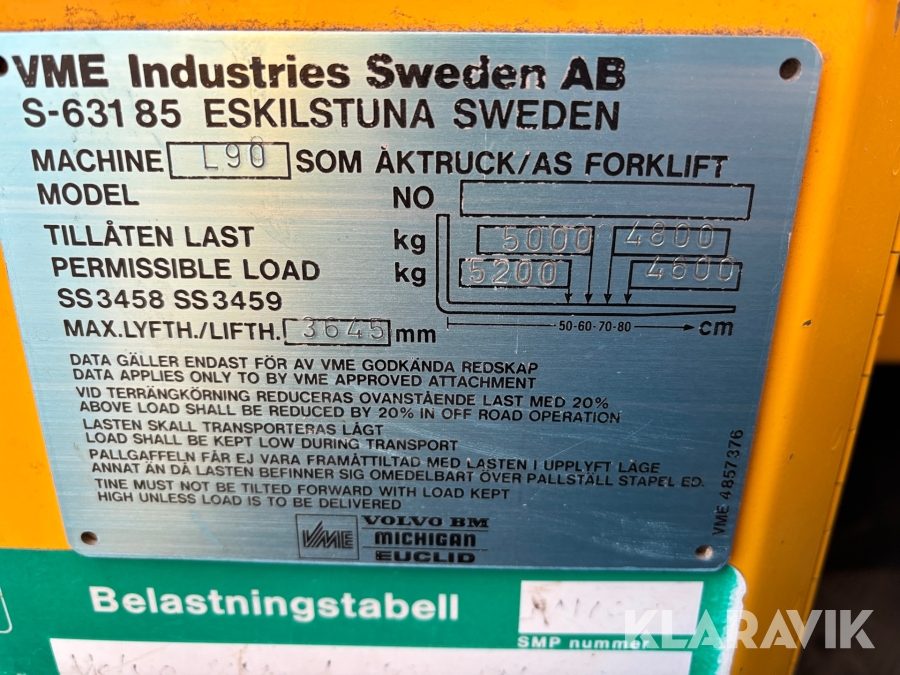 VME Industries Sweden AB
S-631 85 ESKILSTUNA SWEDEN
MACHINE L90 SOM ÅKTRUCK/AS FORKLIFT
MODEL NO
TILLÅTEN LAST kg 5000 4800
PERMISSIBLE LOAD kg 5200 4600
SS3458 SS3459
MAX.LYFTH./LIFTH. 3645 mm 50-60-70-80 cm
DATA GÄLLER ENDAST FÖR AV VME GODKÄNDA REDSKAP
DATA APPLIES ONLY TO BY VME APPROVED ATTACHMENT
VID TERRÄNGKÖRNING REDUCERAS OVANSTÅENDE LAST MED 20%
ABOVE LOAD SHALL BE REDUCED BY 20% IN OFF ROAD OPERATION
LASTEN SKALL TRANSPORTERAS LÅGT
LOAD SHALL BE KEPT LOW DURING TRANSPORT
PALLGAFFELN FÅR EJ VARA FRAMÅTTILTAD MED LASTEN I UPPLYFT LÄGE
ANNAT ÄN DÅ LASTEN BEFINNER SIG OMEDELBART ÖVER PALLSTÄLL STAPEL ED.
TINE MUST NOT BE TILTED FORWARD WITH LOAD KEPT
HIGH UNLESS LOAD IS TO BE DELIVERED
VME 4857376
VME VOLVO BM
MICHIGAN
EUCLID
Belastningstabell
SMP nummer
KLARAVIK